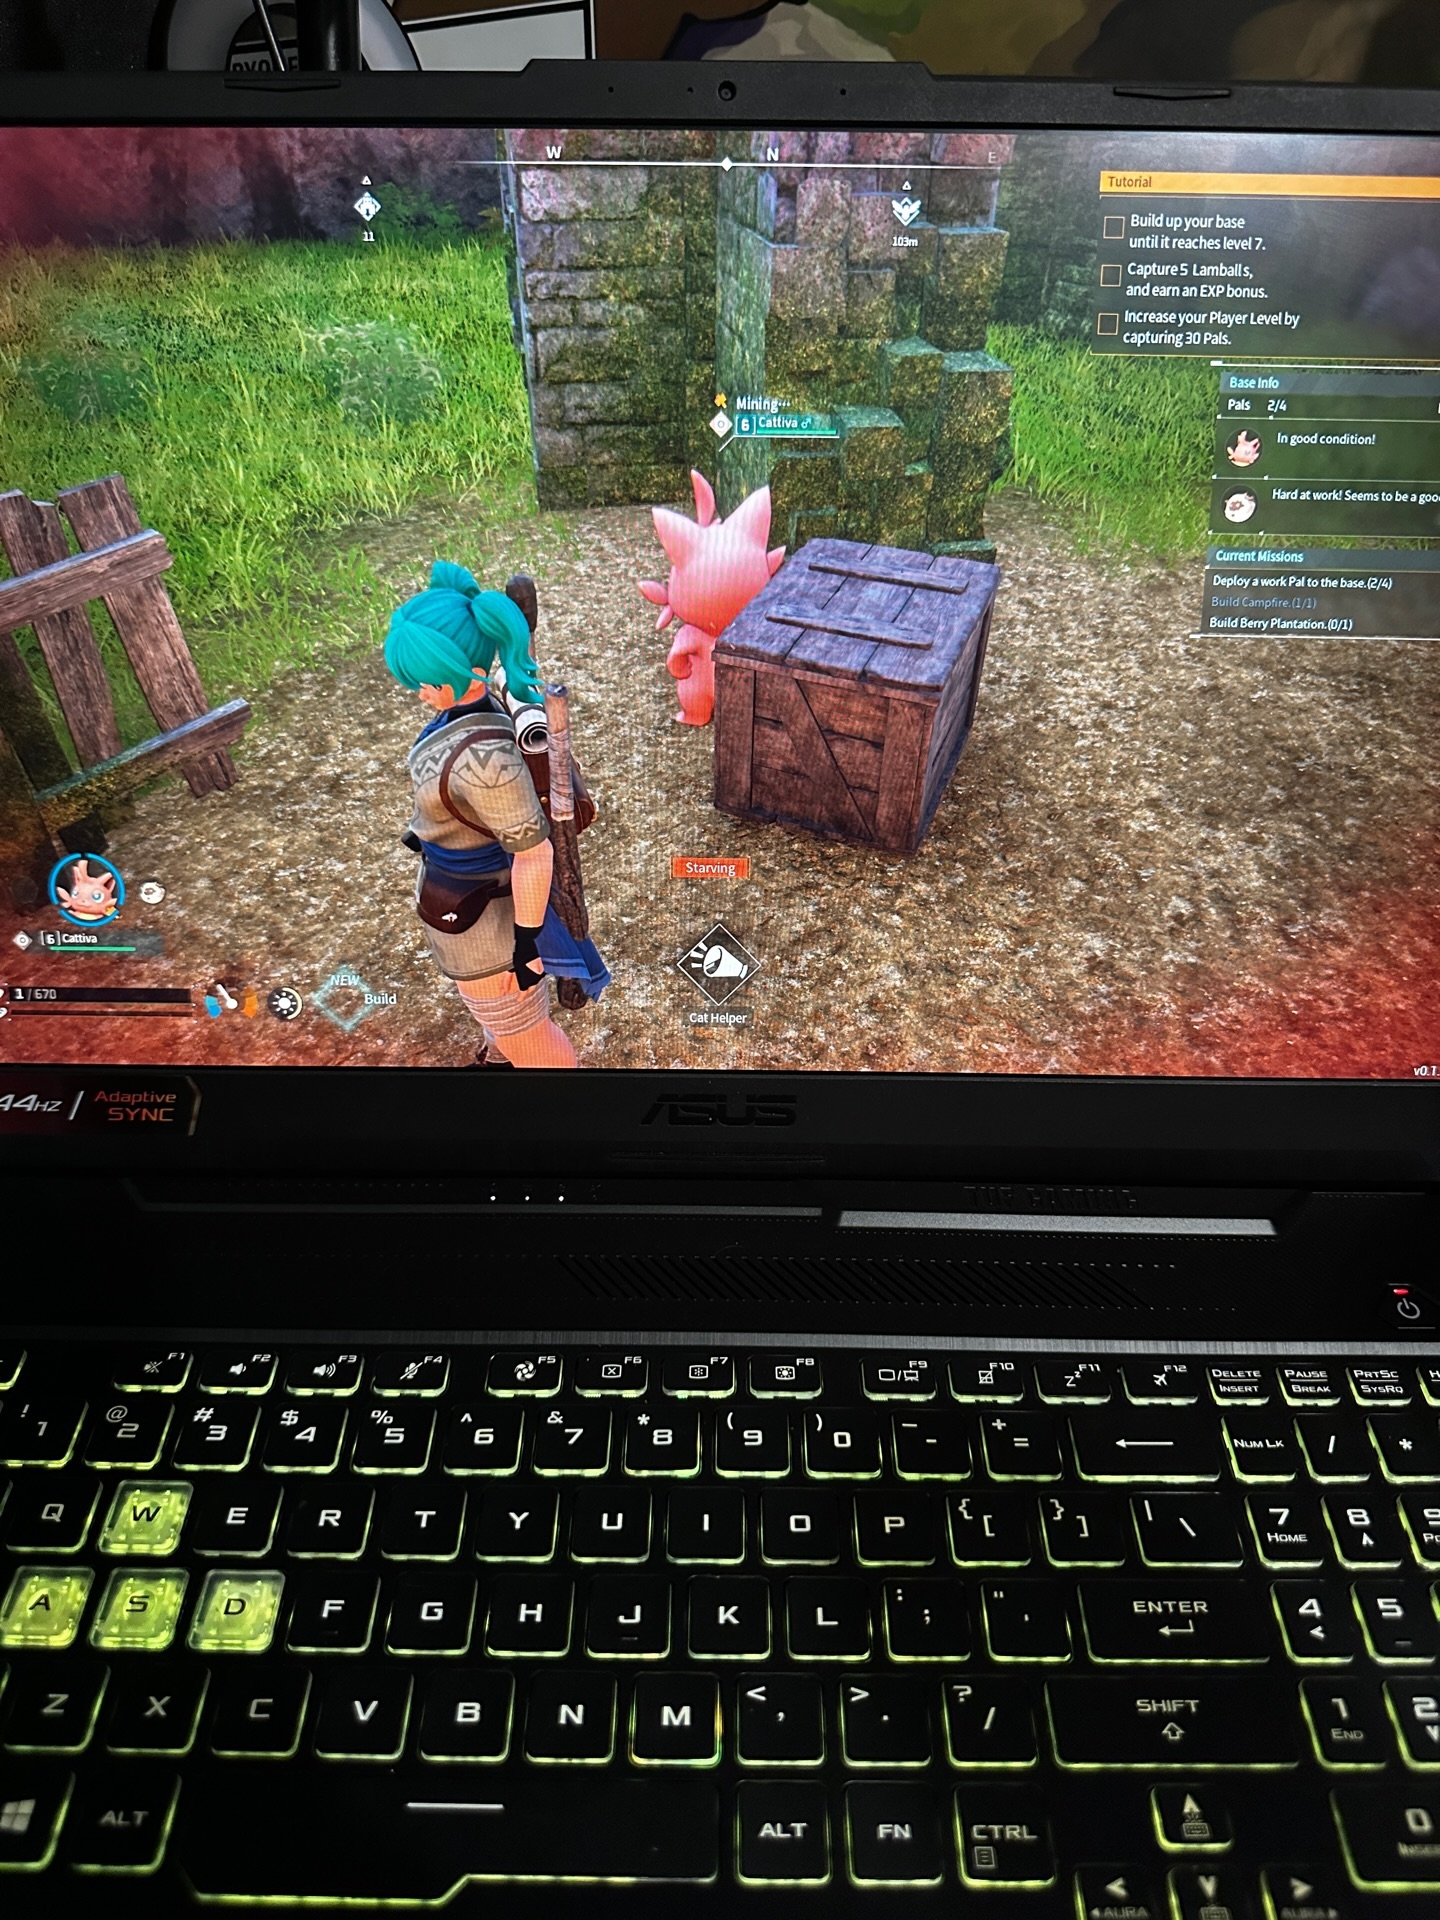 W
N
E
11
103m
Tutorial
Build up your base
until it reaches level 7.
Capture 5 Lamballs,
and earn an EXP bonus.
Increase your Player Level by
capturing 30 Pals.
Base Info
Pals 2/4
In good condition!
Hard at work! Seems to be a
Current Missions
Deploy a work Pal to the base.(2/4)
Build Campfire.(1/1)
Build Berry Plantation.(0/1)
Mining...
6 Cattiva ♂
Starving
Cat Helper
6 Cattiva
1 / 670
NEW
Build
v0.1.
44HZ / Adaptive
SYNC
ASUS
TUF GAMING
F1 F2 F3 F4 F5 F6 F7 F8 F9 F10 F11 F12 DELETE INSERT PAUSE BREAK PRTSC SYSRQ H
! 1 @ 2 # 3 $ 4 % 5 ^ 6 & 7 * 8 ( 9 ) 0 _ - + = NUM LK / *
Q W E R T Y U I O P { [ } ] | \ 7 HOME 8 9
A S D F G H J K L : ; " ' ENTER 4 5
Z X C V B N M < , > . ? / SHIFT 1 END 2
ALT ALT FN CTRL 0
AURA AURA